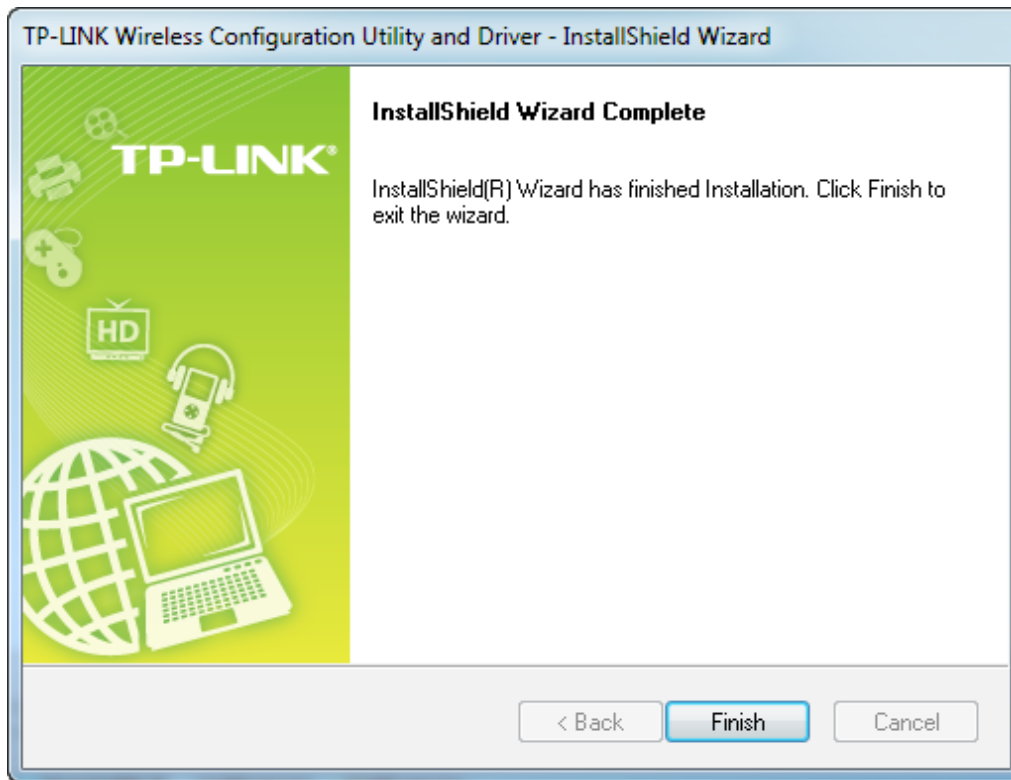 TP-LINK Wireless Configuration Utility and Driver - InstallShield Wizard
TP-LINK®
HD
InstallShield Wizard Complete
InstallShield(R) Wizard has finished Installation. Click Finish to
exit the wizard.
< Back
Finish
Cancel